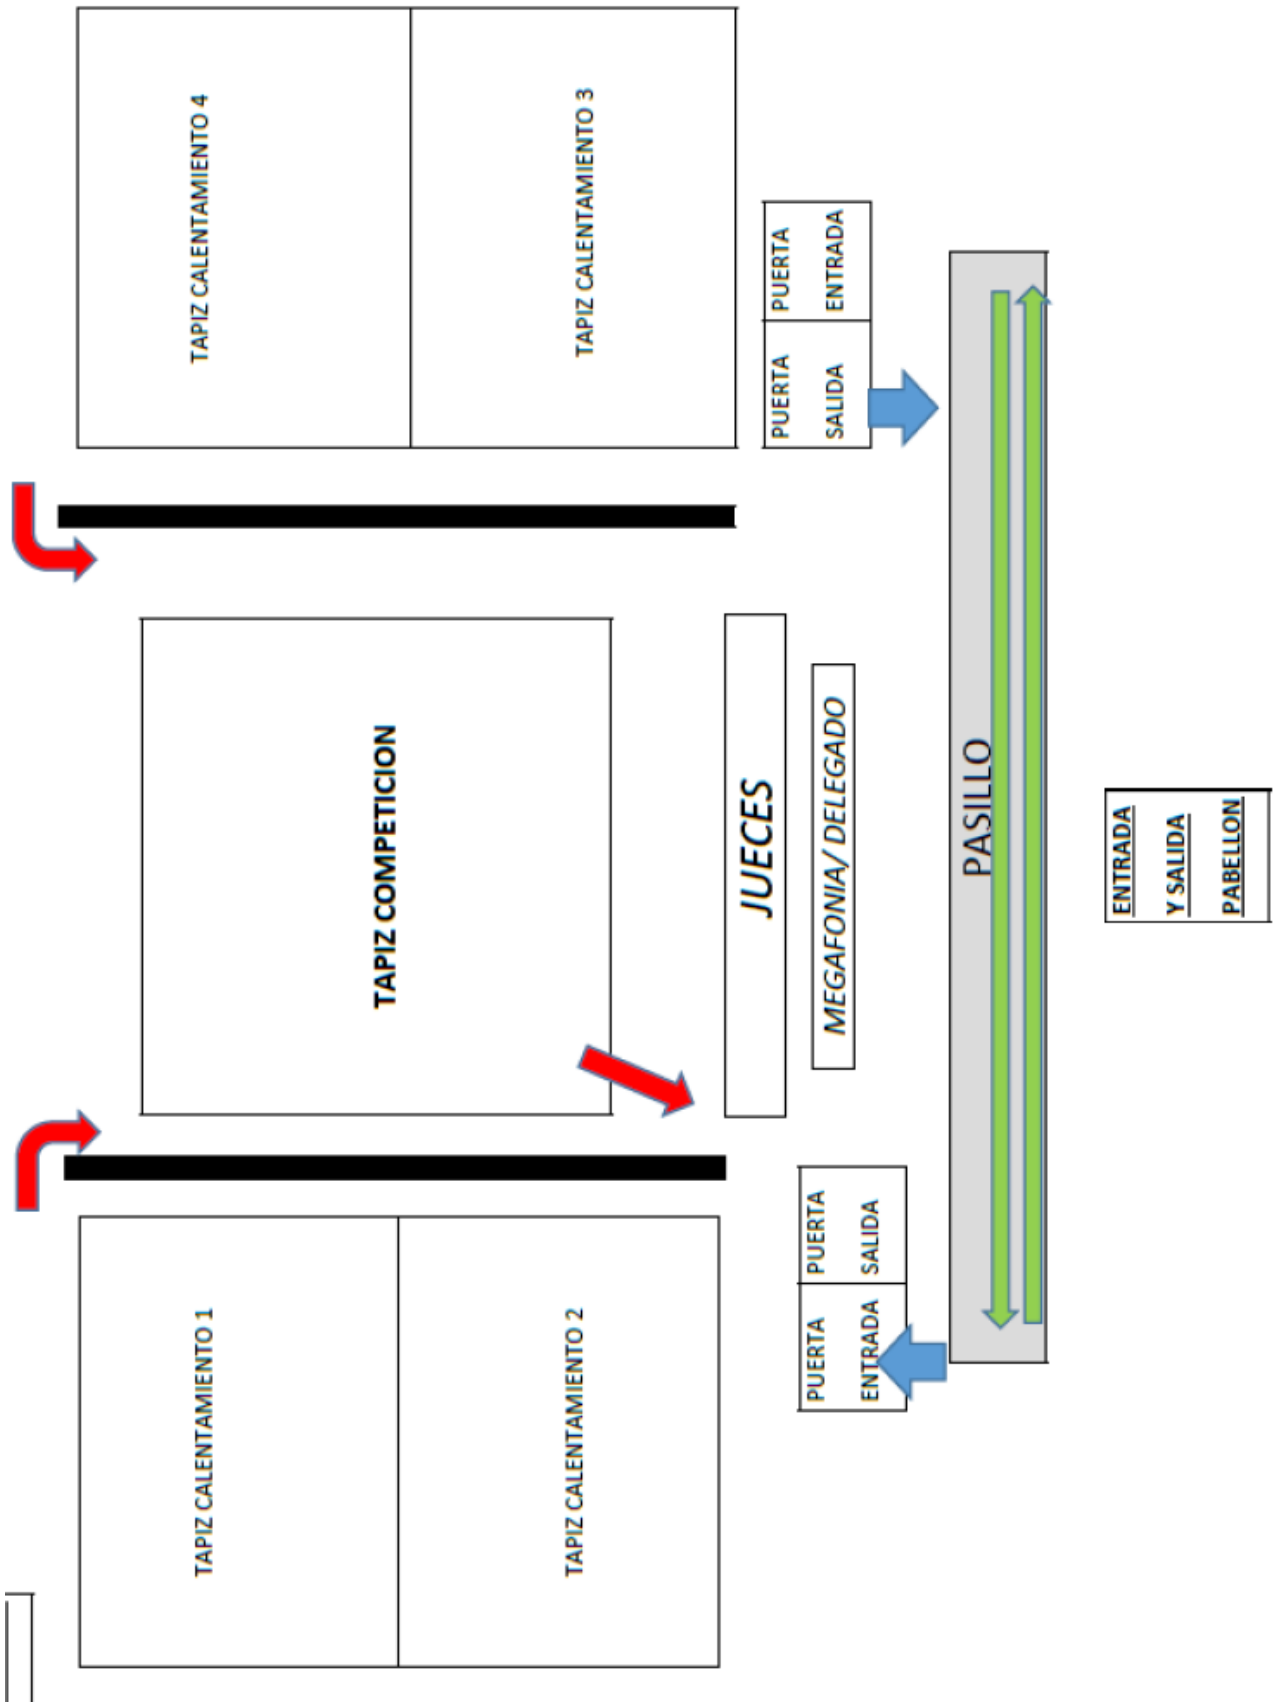 TAPIZ CALENTAMIENTO 1
TAPIZ CALENTAMIENTO 2
TAPIZ COMPETICION
TAPIZ CALENTAMIENTO 4
TAPIZ CALENTAMIENTO 3
JUECES
MEGAFONIA/ DELEGADO
PUERTA
ENTRADA
PUERTA
SALIDA
PUERTA
SALIDA
PUERTA
ENTRADA
PASILLO
ENTRADA
Y SALIDA
PABELLON